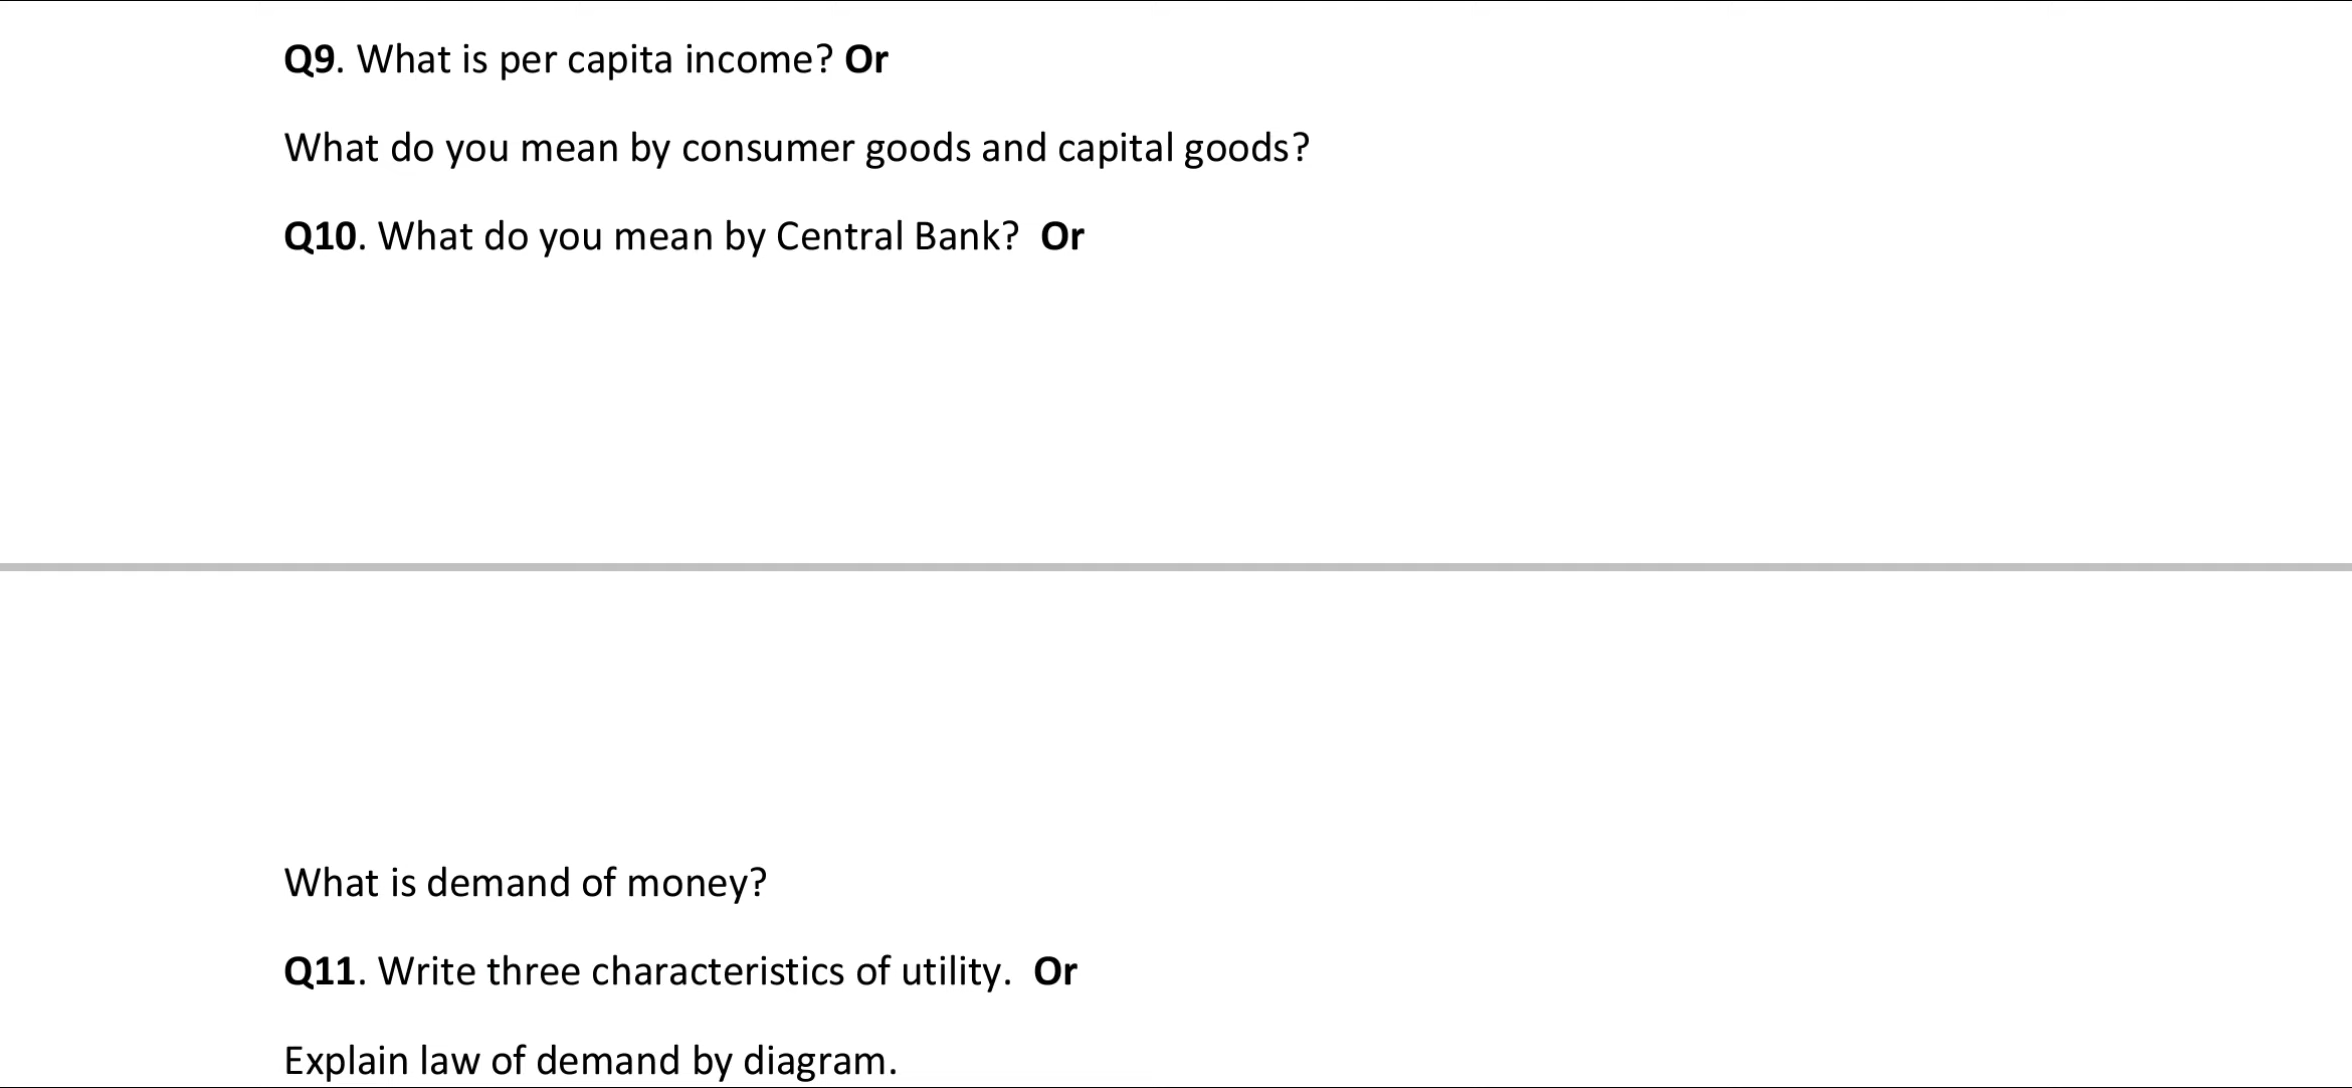 Q9. What is per capita income? Or
What do you mean by consumer goods and capital goods?
Q10. What do you mean by Central Bank?  Or
What is demand of money?
Q11. Write three characteristics of utility.  Or
Explain law of demand by diagram.